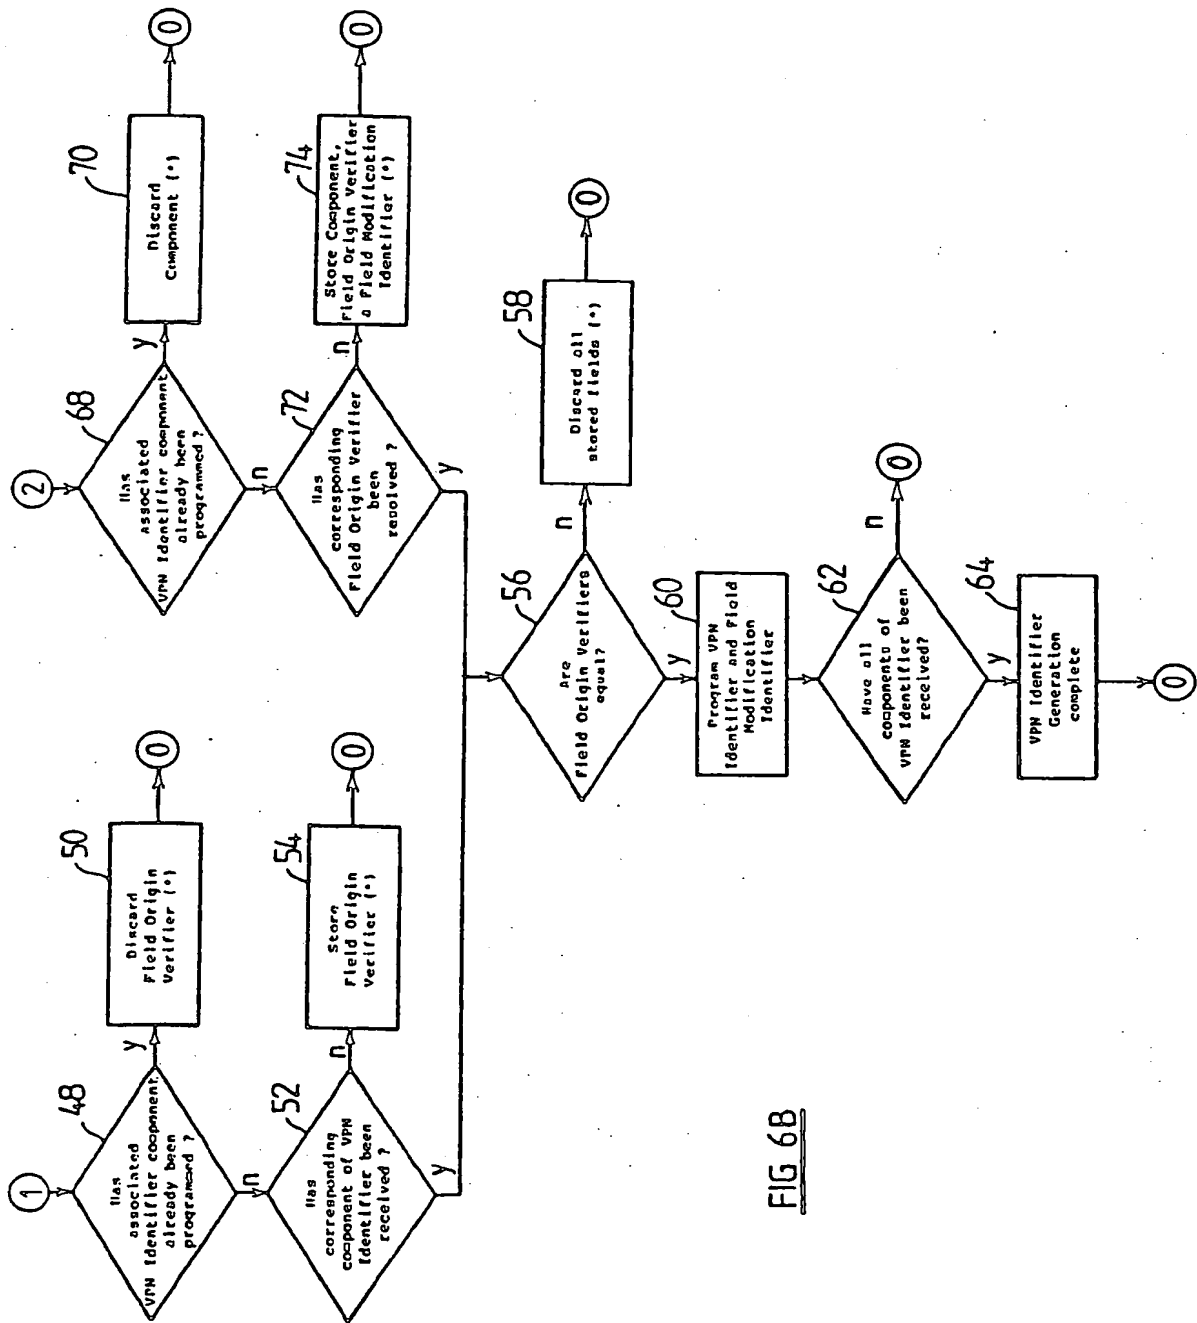 1
48
Has
associated
VPN Identifier component
already been
programmed ?
y
50
Discard
Field Origin
Verifier (*)
0
n
52
Has
corresponding
component of VPN
Identifier been
received ?
n
54
Store
Field Origin
Verifier (*)
0
y
2
68
Has
associated
VPN Identifier component
already been
programmed ?
y
70
Discard
Component (*)
0
n
72
Has
corresponding
Field Origin Verifier
been
resolved ?
n
74
Store Component,
Field Origin Verifier
a Field Modification
Identifier (*)
0
y
56
Are
Field Origin Verifiers
equal?
n
58
Discard all
stored fields (*)
0
y
60
Program VPN
Identifier and Field
Modification
Identifier
62
Have all
components of
VPN Identifier been
received?
n
0
y
64
VPN Identifier
Generation
complete
0
FIG 6B